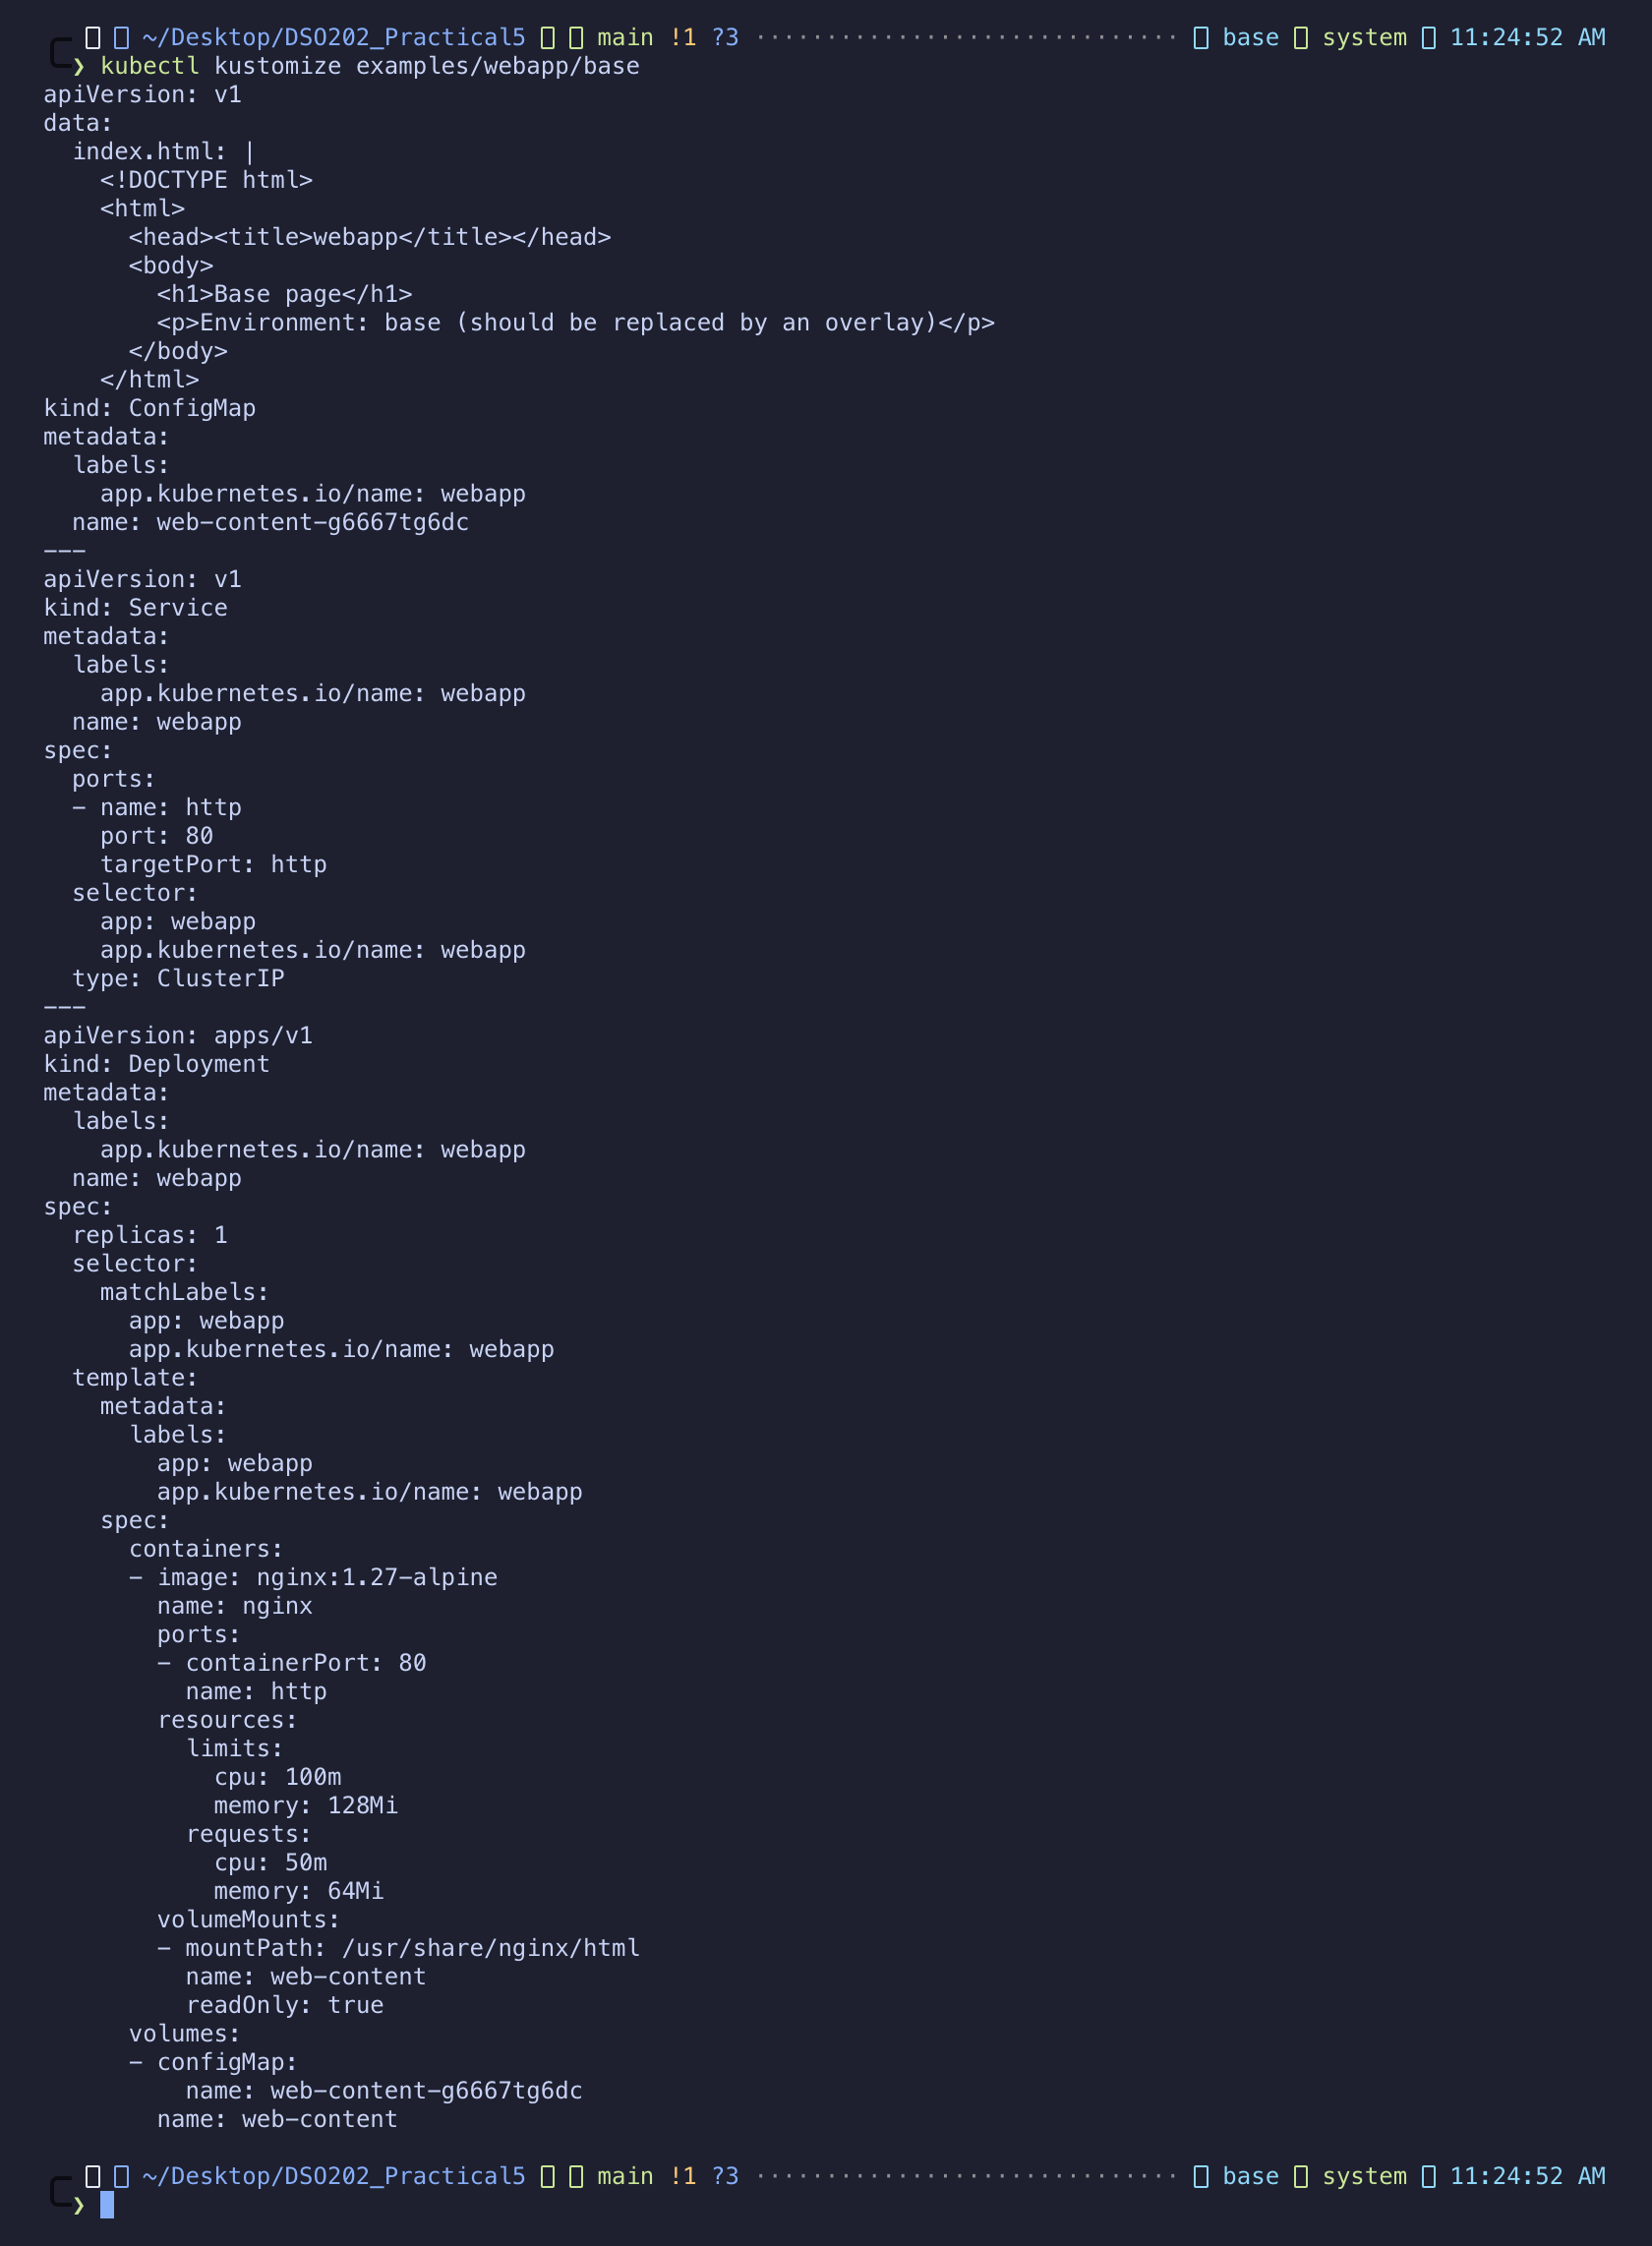 ~/Desktop/DSO202_Practical5 main !1 ?3 ······························ base system 11:24:52 AM
❯ kubectl kustomize examples/webapp/base
apiVersion: v1
data:
  index.html: |
    <!DOCTYPE html>
    <html>
      <head><title>webapp</title></head>
      <body>
        <h1>Base page</h1>
        <p>Environment: base (should be replaced by an overlay)</p>
      </body>
    </html>
kind: ConfigMap
metadata:
  labels:
    app.kubernetes.io/name: webapp
  name: web-content-g6667tg6dc
---
apiVersion: v1
kind: Service
metadata:
  labels:
    app.kubernetes.io/name: webapp
  name: webapp
spec:
  ports:
  - name: http
    port: 80
    targetPort: http
  selector:
    app: webapp
    app.kubernetes.io/name: webapp
  type: ClusterIP
---
apiVersion: apps/v1
kind: Deployment
metadata:
  labels:
    app.kubernetes.io/name: webapp
  name: webapp
spec:
  replicas: 1
  selector:
    matchLabels:
      app: webapp
      app.kubernetes.io/name: webapp
  template:
    metadata:
      labels:
        app: webapp
        app.kubernetes.io/name: webapp
    spec:
      containers:
      - image: nginx:1.27-alpine
        name: nginx
        ports:
        - containerPort: 80
          name: http
        resources:
          limits:
            cpu: 100m
            memory: 128Mi
          requests:
            cpu: 50m
            memory: 64Mi
        volumeMounts:
        - mountPath: /usr/share/nginx/html
          name: web-content
          readOnly: true
      volumes:
      - configMap:
          name: web-content-g6667tg6dc
        name: web-content
~/Desktop/DSO202_Practical5 main !1 ?3 ······························ base system 11:24:52 AM
❯